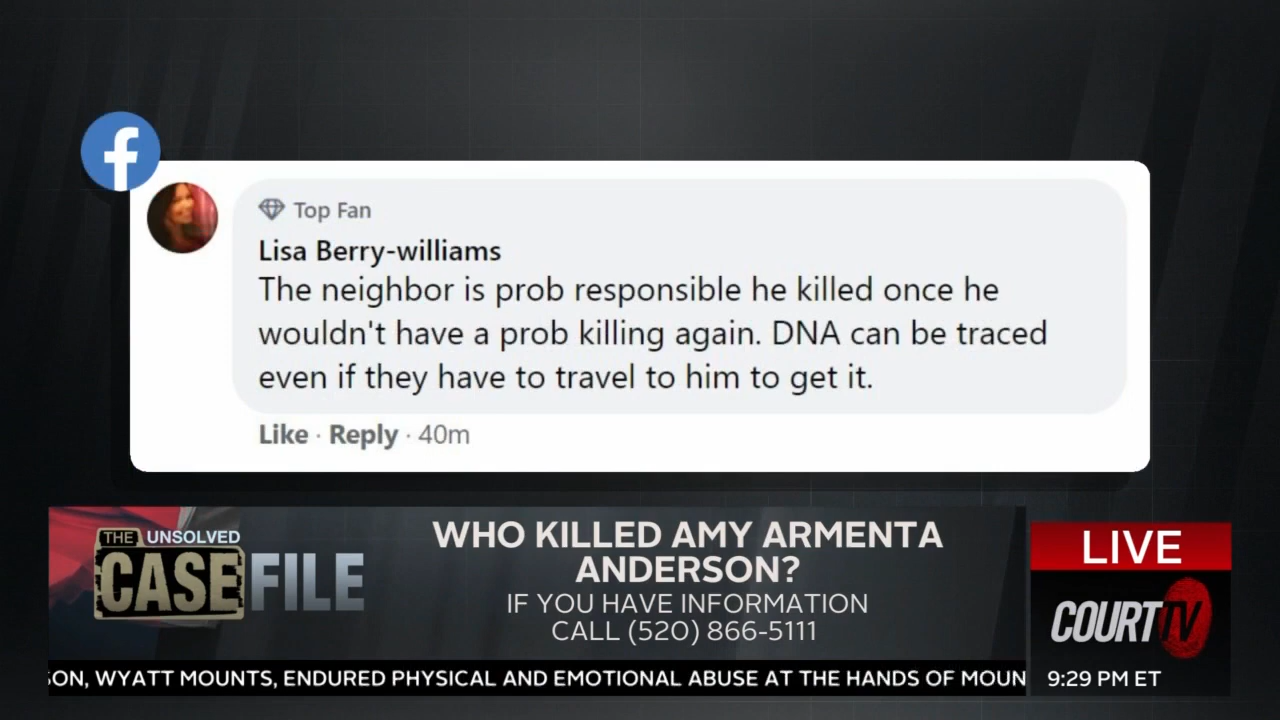 f
Top Fan
Lisa Berry-williams
The neighbor is prob responsible he killed once he
wouldn't have a prob killing again. DNA can be traced
even if they have to travel to him to get it.
Like · Reply · 40m
THE UNSOLVED
CASE FILE
WHO KILLED AMY ARMENTA
ANDERSON?
IF YOU HAVE INFORMATION
CALL (520) 866-5111
LIVE
COURT TV
SON, WYATT MOUNTS, ENDURED PHYSICAL AND EMOTIONAL ABUSE AT THE HANDS OF MOUN
9:29 PM ET